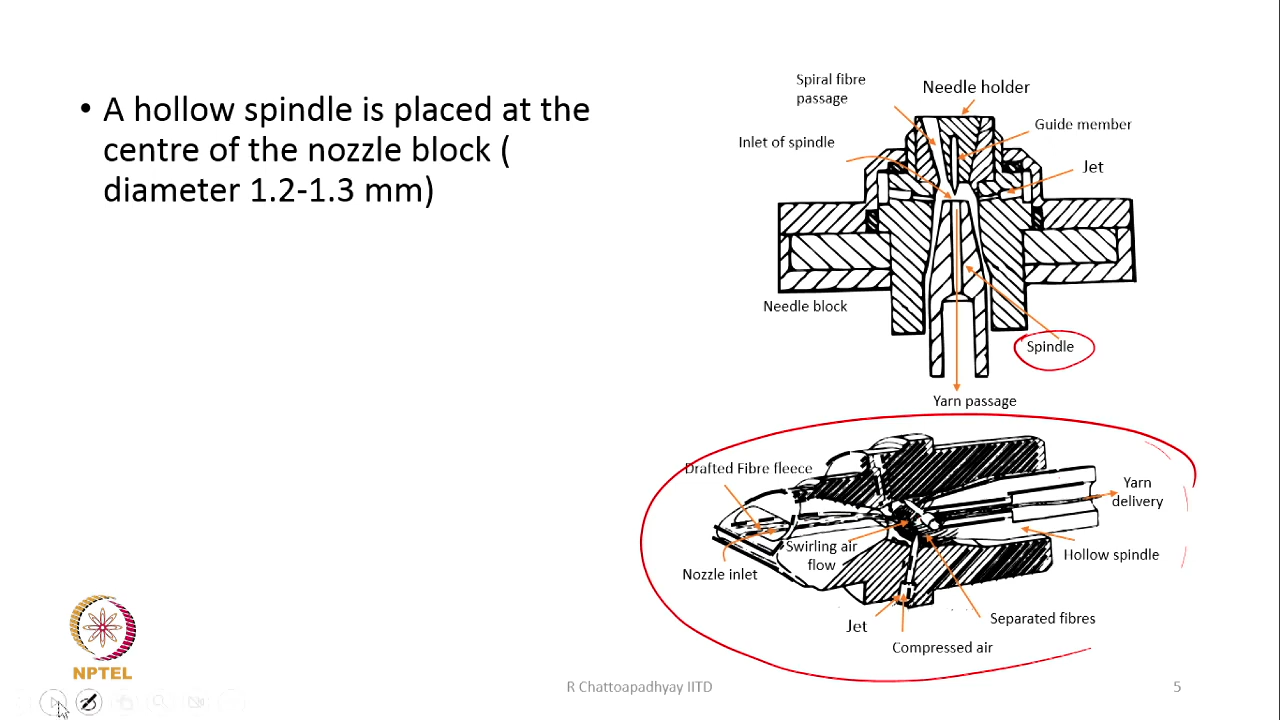 • A hollow spindle is placed at the
centre of the nozzle block (
diameter 1.2-1.3 mm)
Spiral fibre
passage
Needle holder
Guide member
Inlet of spindle
Jet
Needle block
Spindle
Yarn passage
Drafted Fibre fleece
Yarn
delivery
Swirling air
flow
Hollow spindle
Nozzle inlet
Separated fibres
Jet
Compressed air
NPTEL
R Chattoapadhyay IITD
5